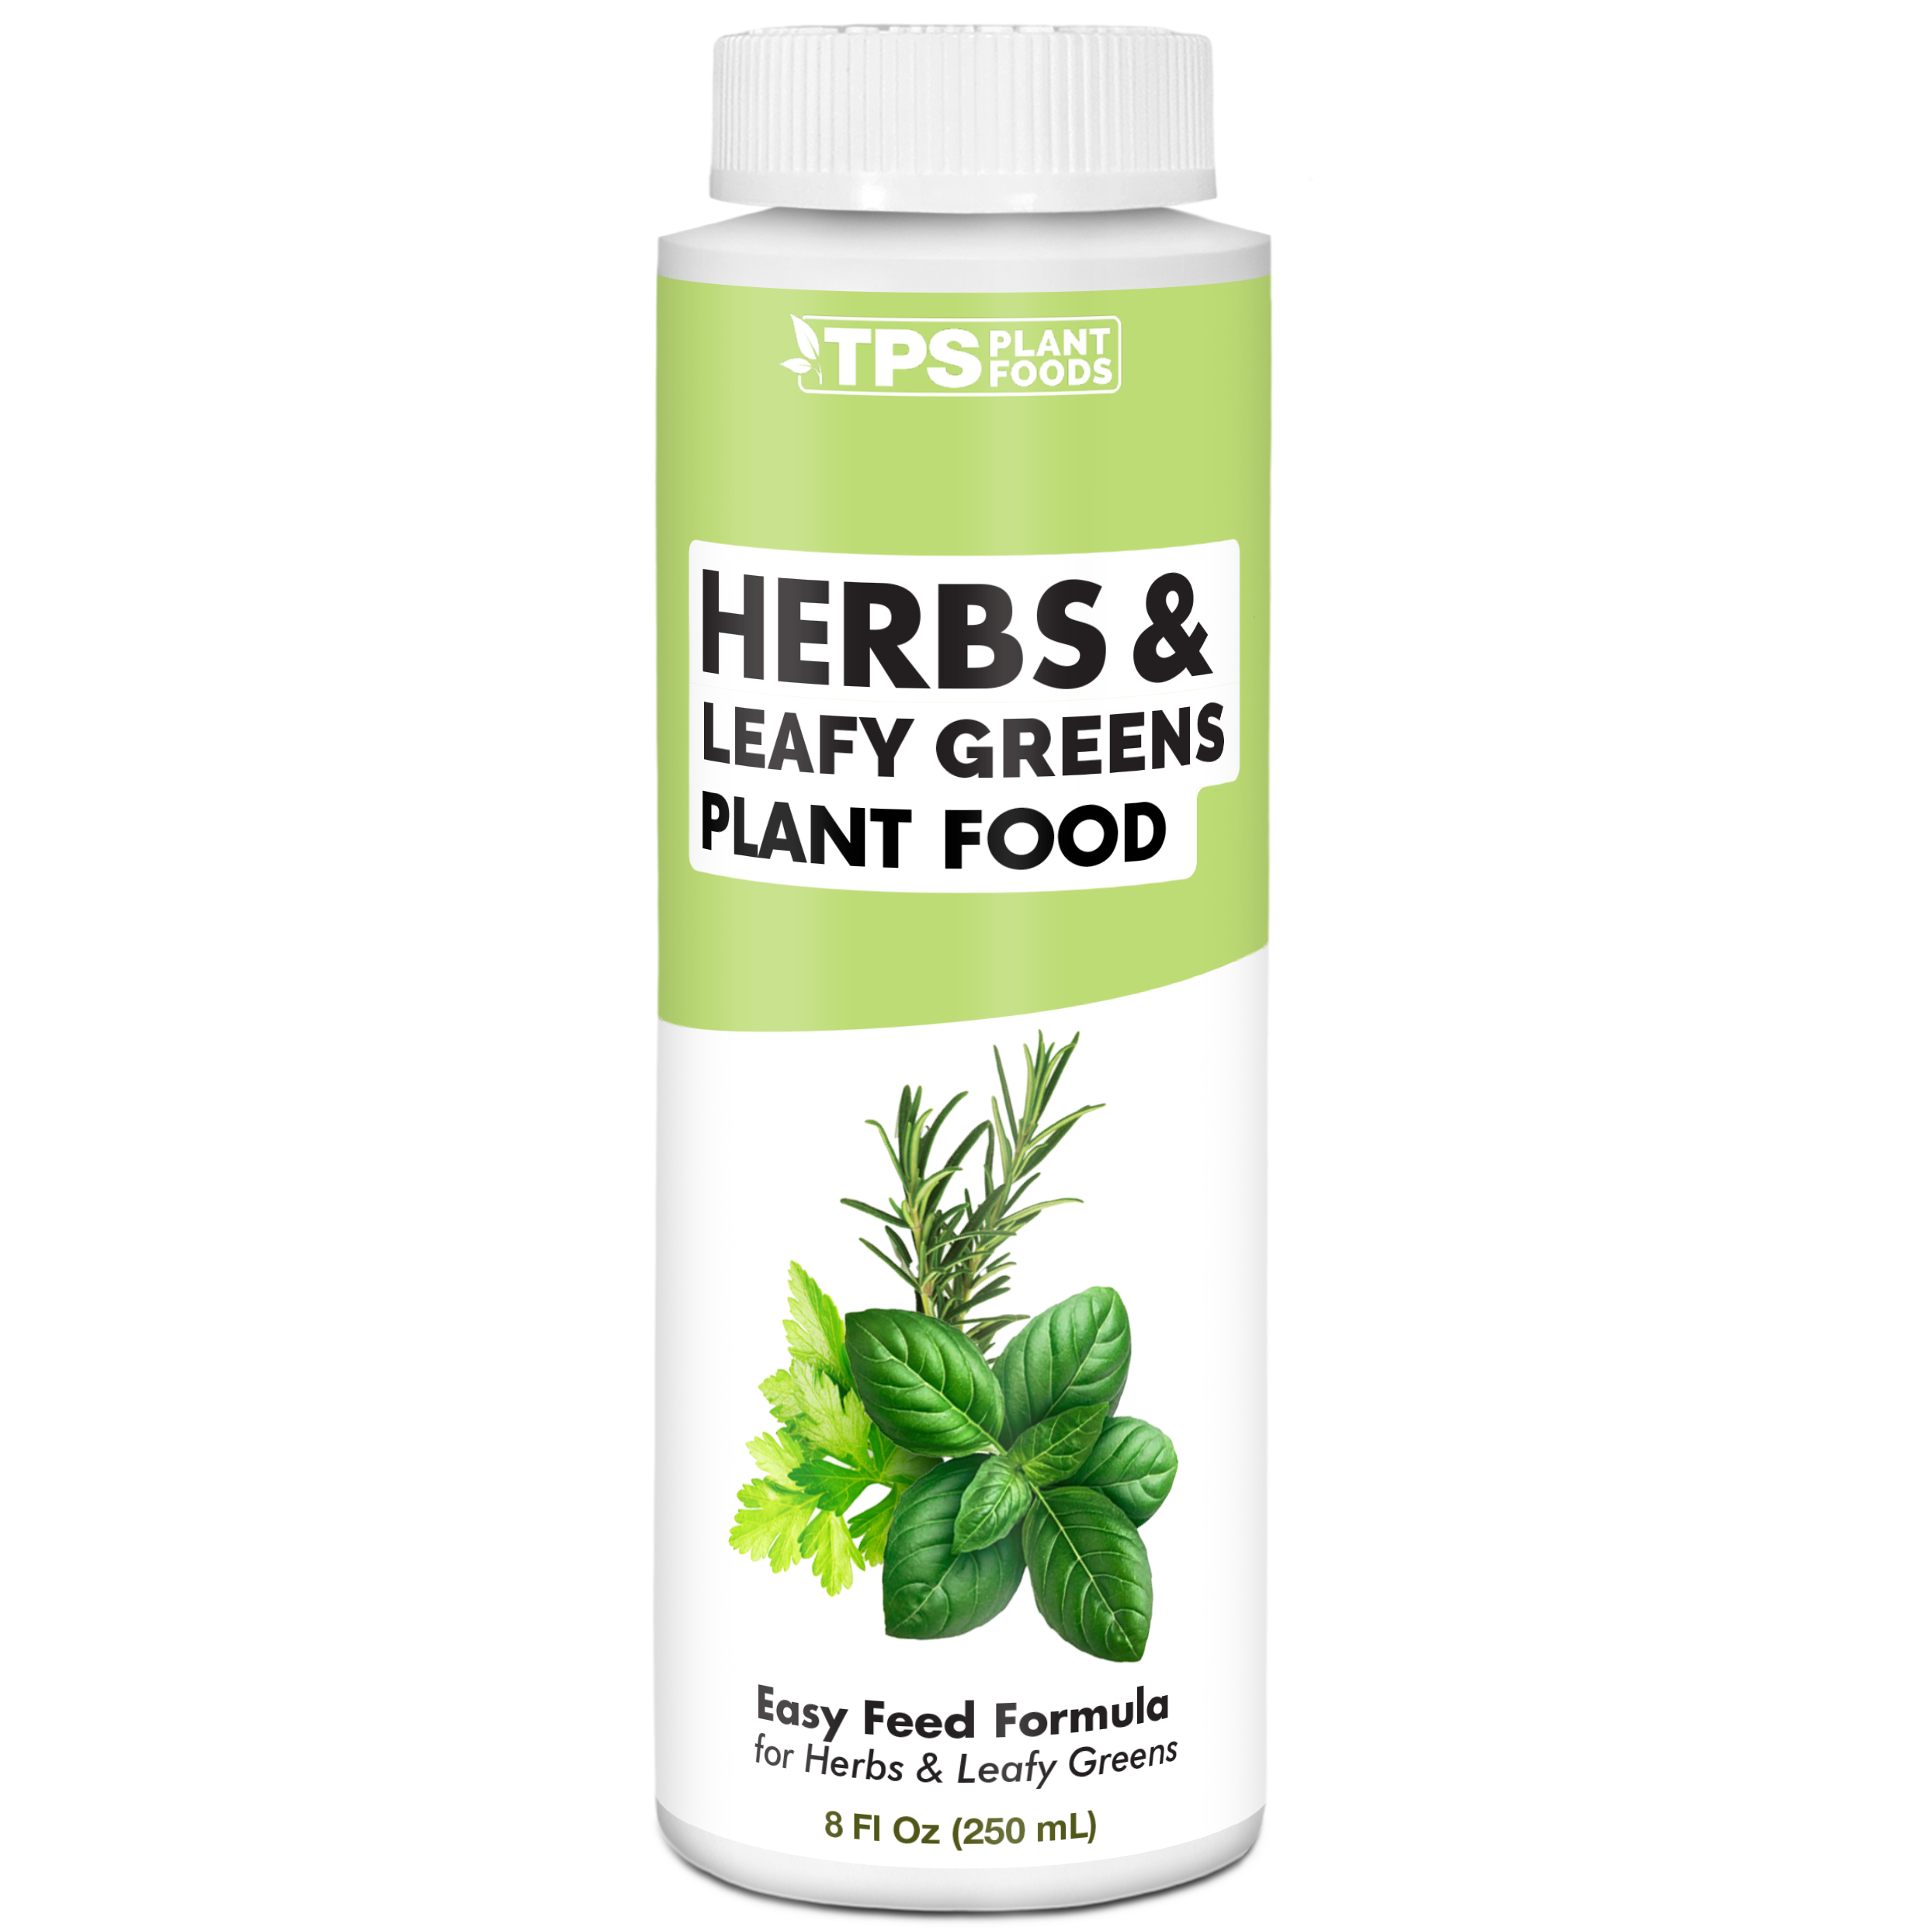 TPS PLANT FOODS
HERBS &
LEAFY GREENS
PLANT FOOD
Easy Feed Formula
for Herbs & Leafy Greens
8 Fl Oz (250 mL)